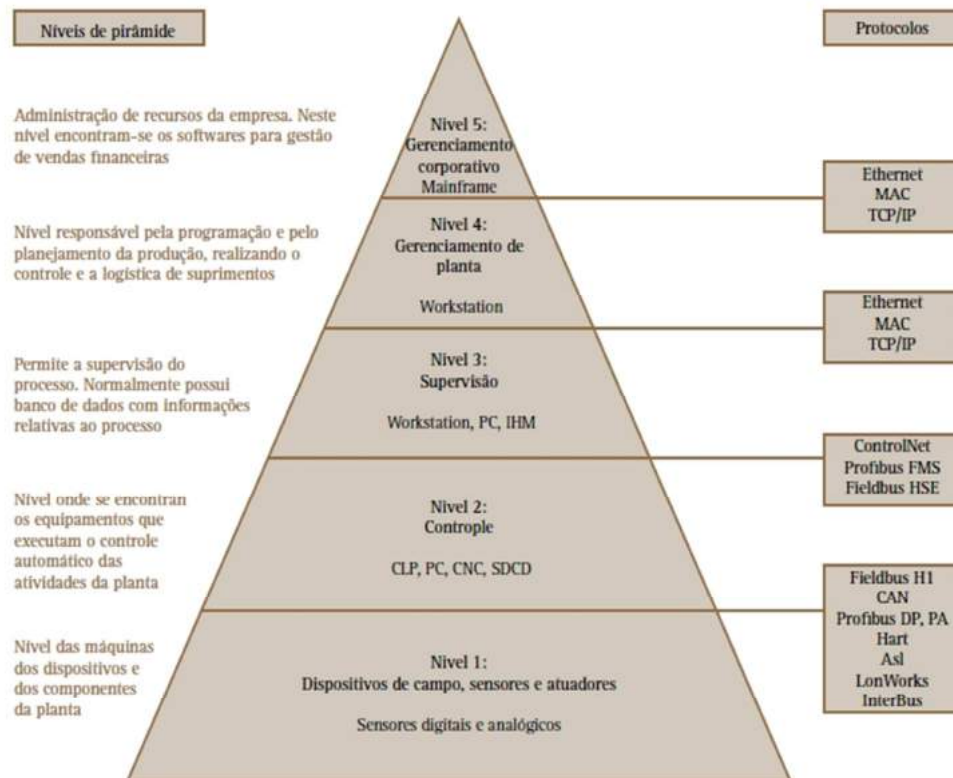 Níveis de pirâmide
Protocolos
Administração de recursos da empresa. Neste
nível encontram-se os softwares para gestão
de vendas financeiras
Nivel 5:
Gerenciamento
corporativo
Mainframe
Ethernet
MAC
TCP/IP
Nível responsável pela programação e pelo
planejamento da produção, realizando o
controle e a logística de suprimentos
Nivel 4:
Gerenciamento de
planta
Workstation
Ethernet
MAC
TCP/IP
Permite a supervisão do
processo. Normalmente possui
banco de dados com informações
relativas ao processo
Nivel 3:
Supervisão
Workstation, PC, IHM
ControlNet
Profibus FMS
Fieldbus HSE
Nível onde se encontran
os equipamentos que
executam o controle
automático das
atividades da planta
Nivel 2:
Controple
CLP, PC, CNC, SDCD
Fieldbus H1
CAN
Profibus DP, PA
Hart
Asl
LonWorks
InterBus
Nível das máquinas
dos dispositivos e
dos componentes
da planta
Nivel 1:
Dispositivos de campo, sensores e atuadores
Sensores digitais e analógicos